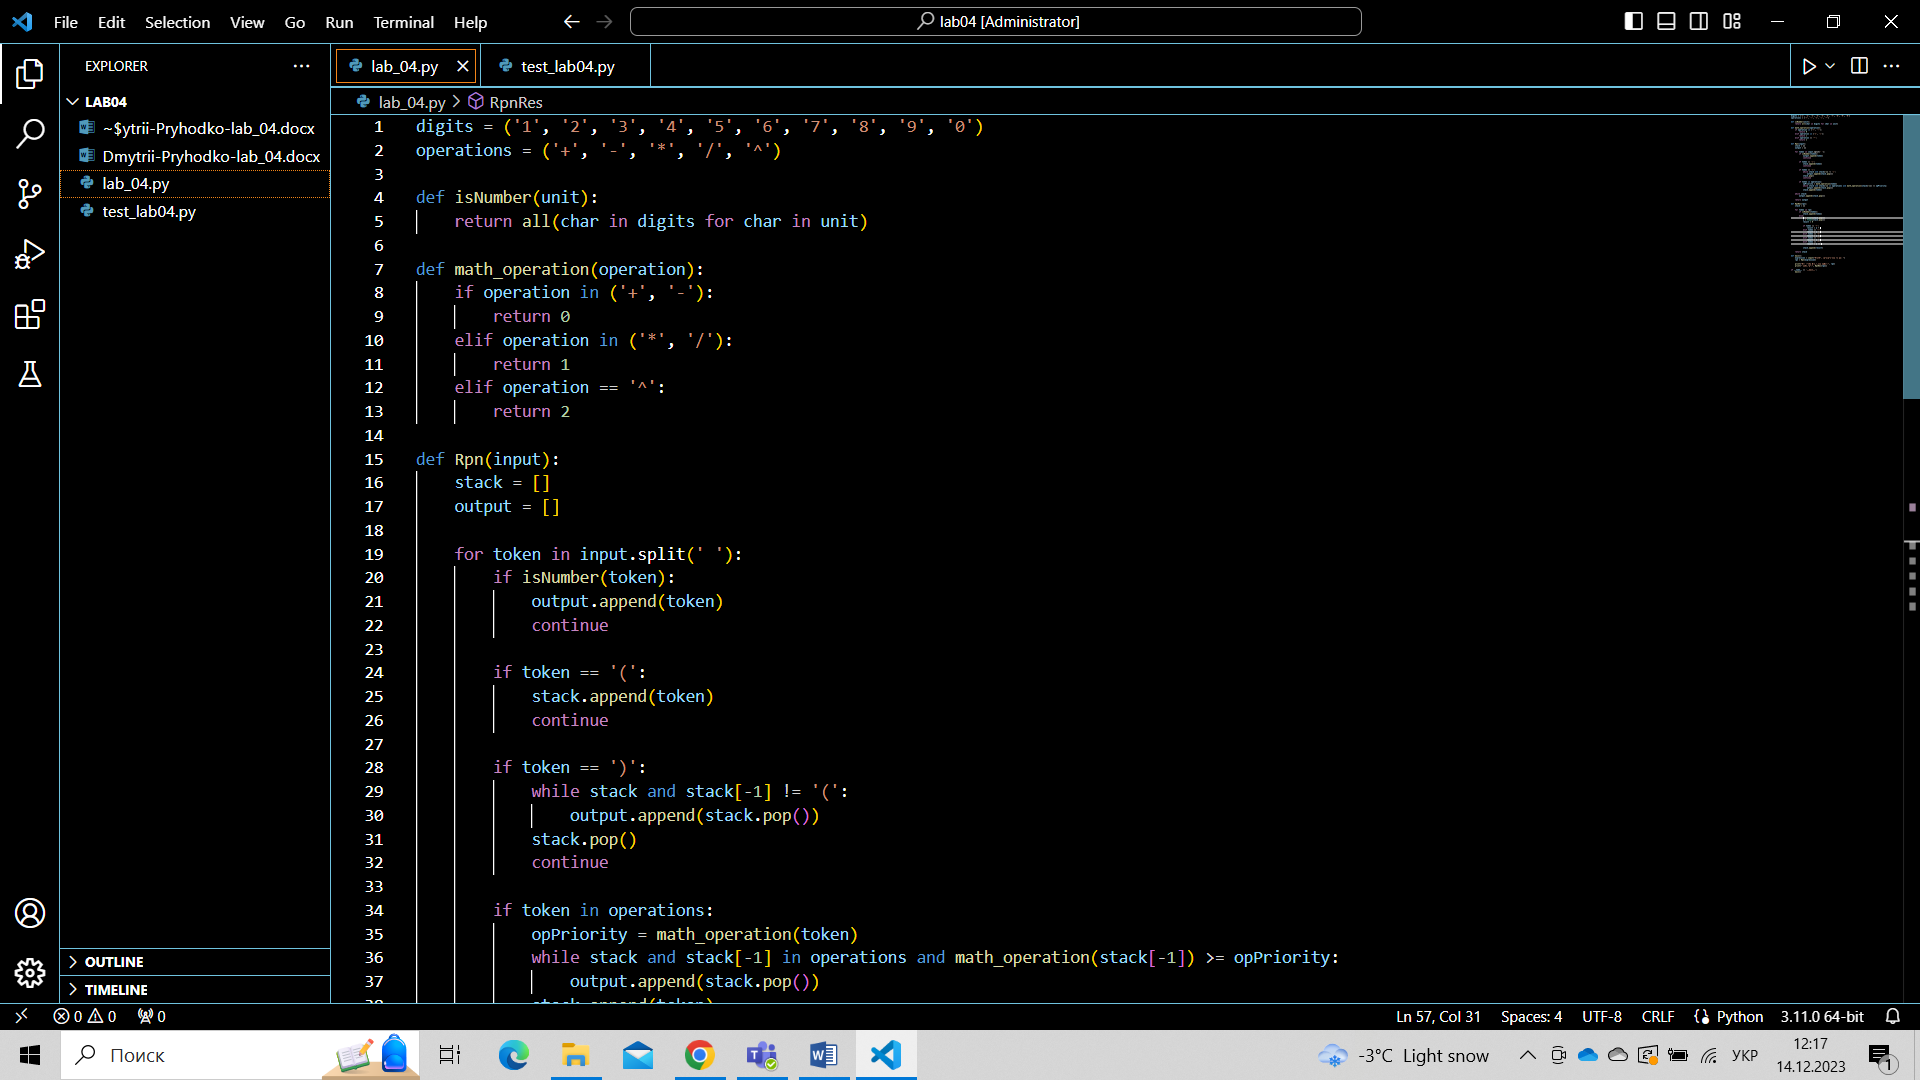 File Edit Selection View Go Run Terminal Help
lab04 [Administrator]
EXPLORER
LAB04
~$ytrii-Pryhodko-lab_04.docx
Dmytrii-Pryhodko-lab_04.docx
lab_04.py
test_lab04.py
OUTLINE
TIMELINE
lab_04.py
test_lab04.py
lab_04.py > RpnRes
1 digits = ('1', '2', '3', '4', '5', '6', '7', '8', '9', '0')
2 operations = ('+', '-', '*', '/', '^')
3
4 def isNumber(unit):
5     return all(char in digits for char in unit)
6
7 def math_operation(operation):
8     if operation in ('+', '-'):
9         return 0
10     elif operation in ('*', '/'):
11         return 1
12     elif operation == '^':
13         return 2
14
15 def Rpn(input):
16     stack = []
17     output = []
18
19     for token in input.split(' '):
20         if isNumber(token):
21             output.append(token)
22             continue
23
24         if token == '(':
25             stack.append(token)
26             continue
27
28         if token == ')':
29             while stack and stack[-1] != '(':
30                 output.append(stack.pop())
31             stack.pop()
32             continue
33
34         if token in operations:
35             opPriority = math_operation(token)
36             while stack and stack[-1] in operations and math_operation(stack[-1]) >= opPriority:
37                 output.append(stack.pop())
0 0 0
Ln 57, Col 31 Spaces: 4 UTF-8 CRLF Python 3.11.0 64-bit
Поиск
-3°C Light snow
УКР
12:17
14.12.2023
1